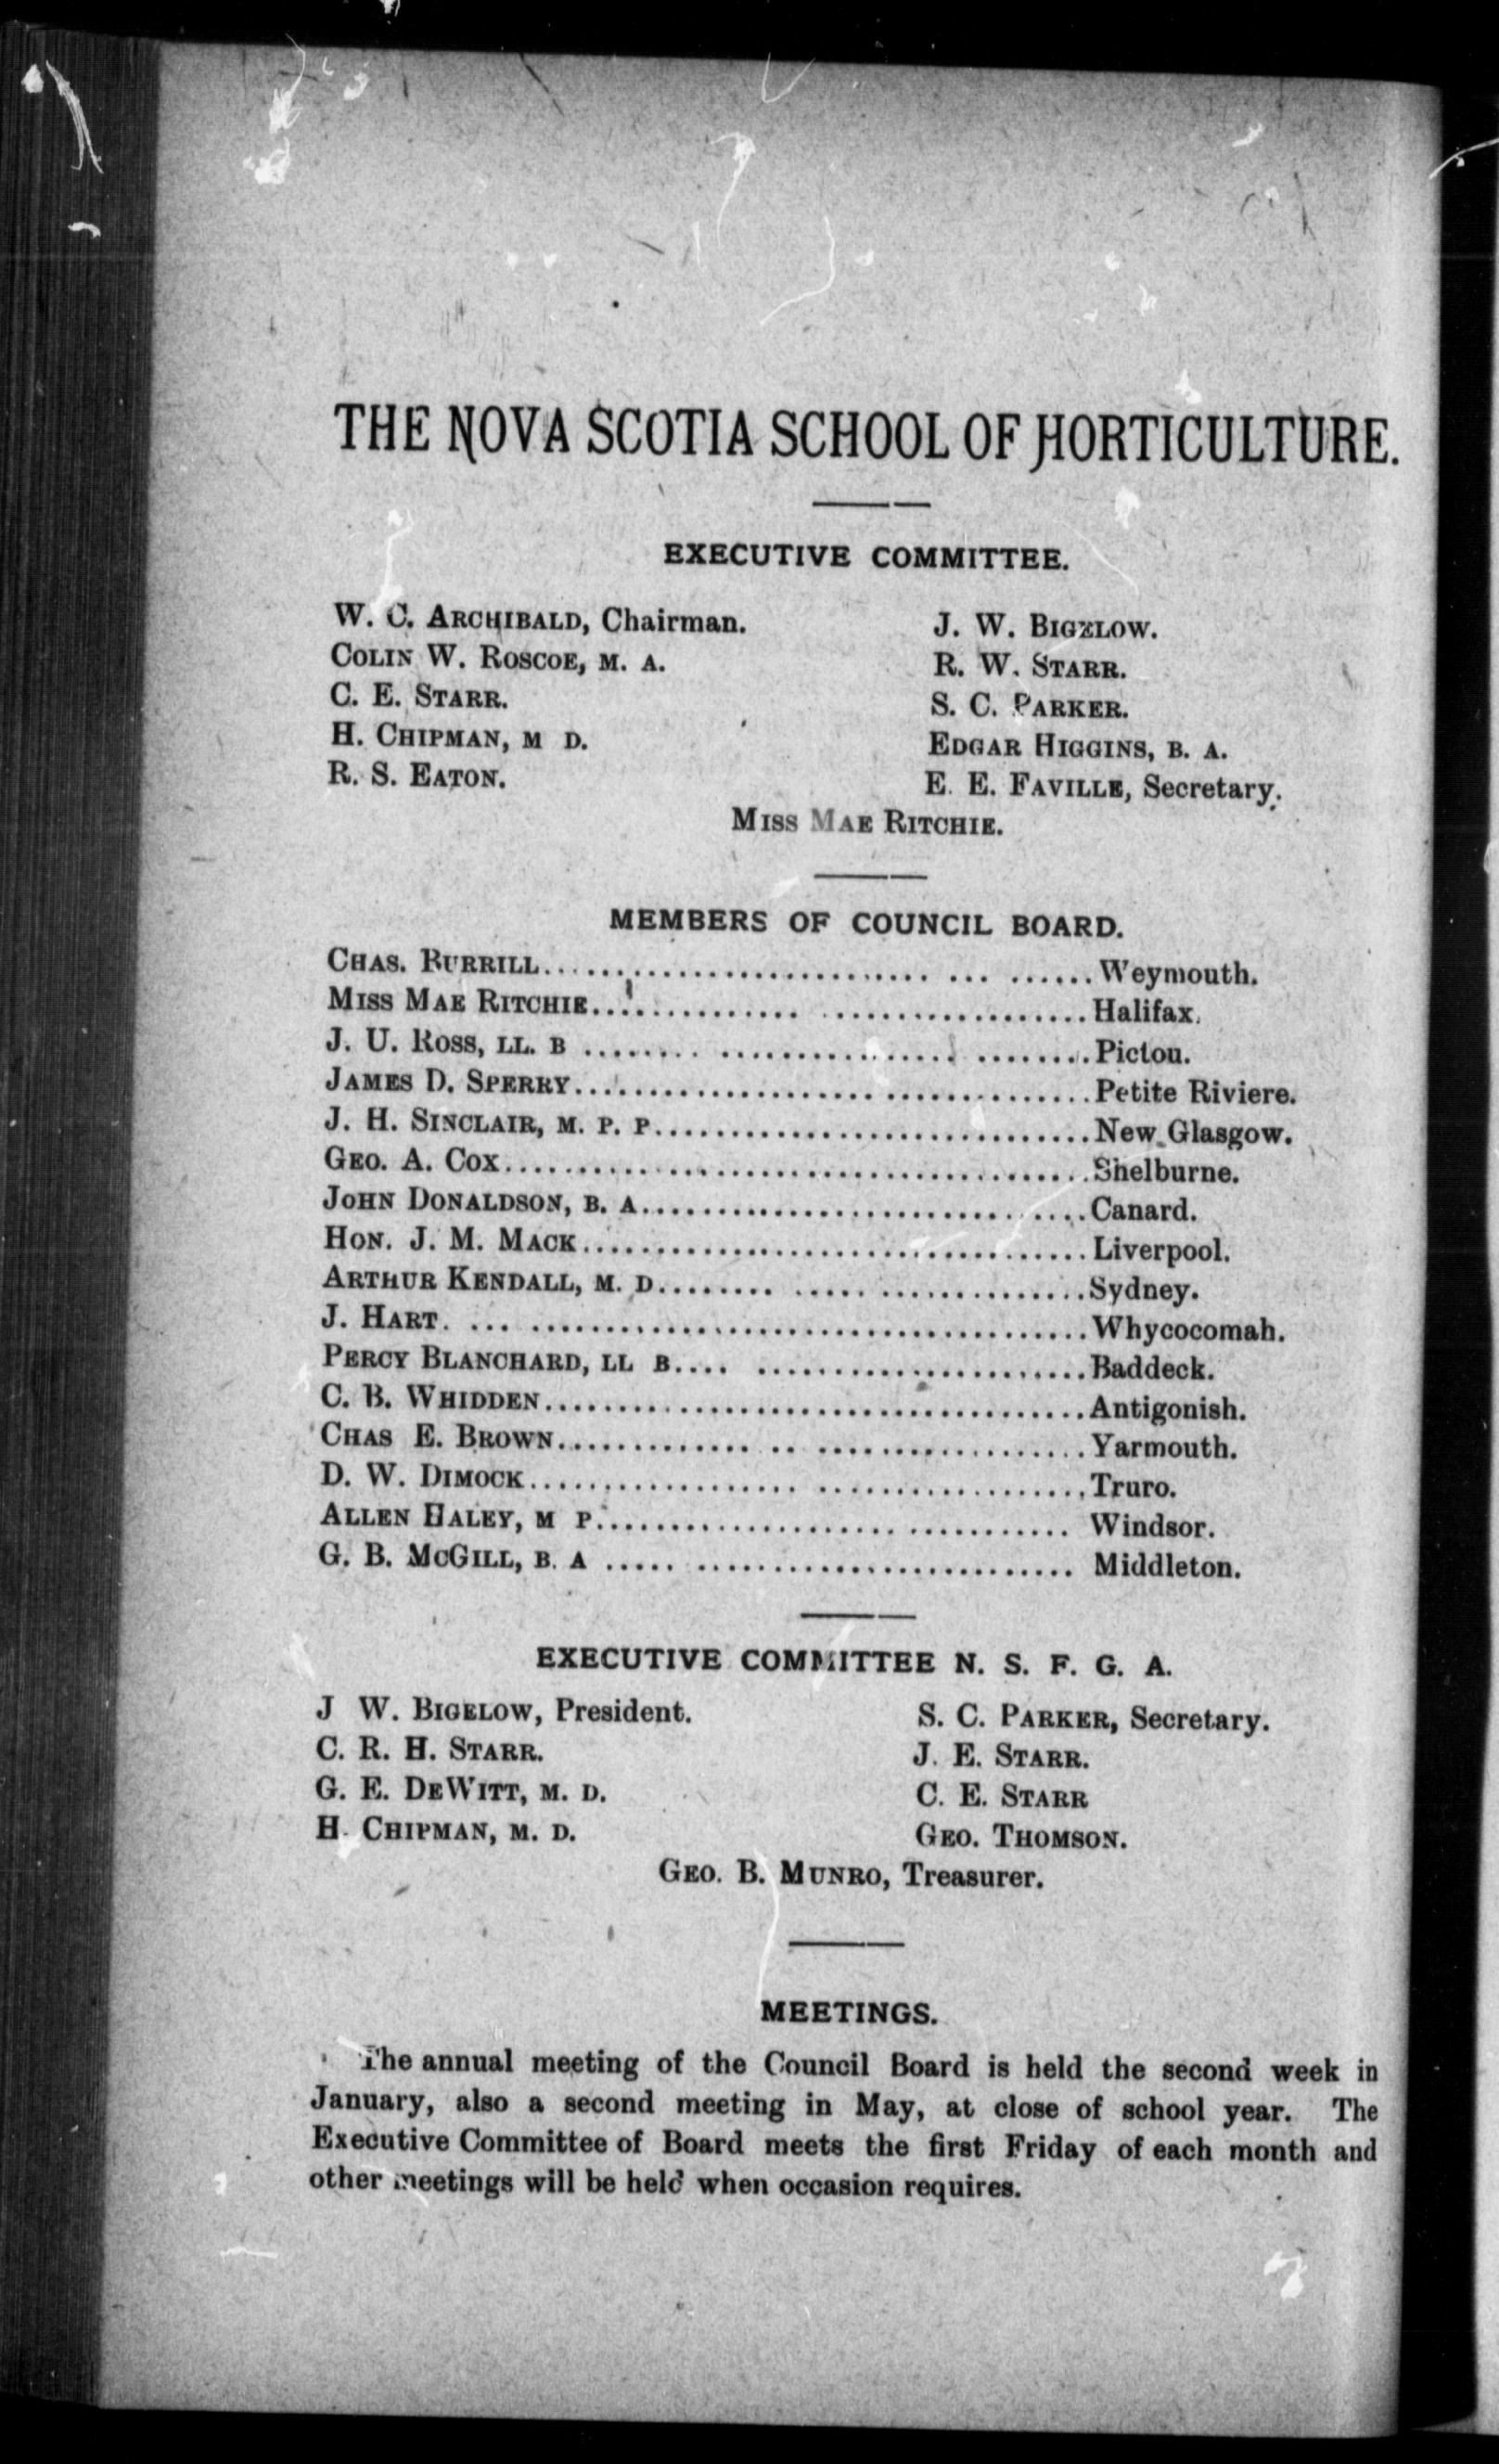 THE NOVA SCOTIA SCHOOL OF HORTICULTURE.
EXECUTIVE COMMITTEE.
W. C. ARCHIBALD, Chairman.
COLIN W. ROSCOE, M. A.
C. E. STARR.
H. CHIPMAN, M D.
R. S. EATON.
J. W. BIGELOW.
R. W. STARR.
S. C. PARKER.
EDGAR HIGGINS, B. A.
E. E. FAVILLE, Secretary.
MISS MAE RITCHIE.
MEMBERS OF COUNCIL BOARD.
CHAS. BURRILL........................................Weymouth.
MISS MAE RITCHIE........................................Halifax.
J. U. ROSS, LL. B ........................................Pictou.
JAMES D. SPERRY........................................Petite Riviere.
J. H. SINCLAIR, M. P. P........................................New Glasgow.
GEO. A. COX........................................Shelburne.
JOHN DONALDSON, B. A........................................Canard.
HON. J. M. MACK........................................Liverpool.
ARTHUR KENDALL, M. D........................................Sydney.
J. HART. ........................................Whycocomah.
PERCY BLANCHARD, LL B........................................Baddeck.
C. B. WHIDDEN........................................Antigonish.
CHAS E. BROWN........................................Yarmouth.
D. W. DIMOCK........................................Truro.
ALLEN HALEY, M P........................................ Windsor.
G. B. MCGILL, B. A ........................................ Middleton.
EXECUTIVE COMMITTEE N. S. F. G. A.
J W. BIGELOW, President.
C. R. H. STARR.
G. E. DEWITT, M. D.
H. CHIPMAN, M. D.
S. C. PARKER, Secretary.
J. E. STARR.
C. E. STARR
GEO. THOMSON.
GEO. B. MUNRO, Treasurer.
MEETINGS.
The annual meeting of the Council Board is held the second week in
January, also a second meeting in May, at close of school year. The
Executive Committee of Board meets the first Friday of each month and
other meetings will be held when occasion requires.